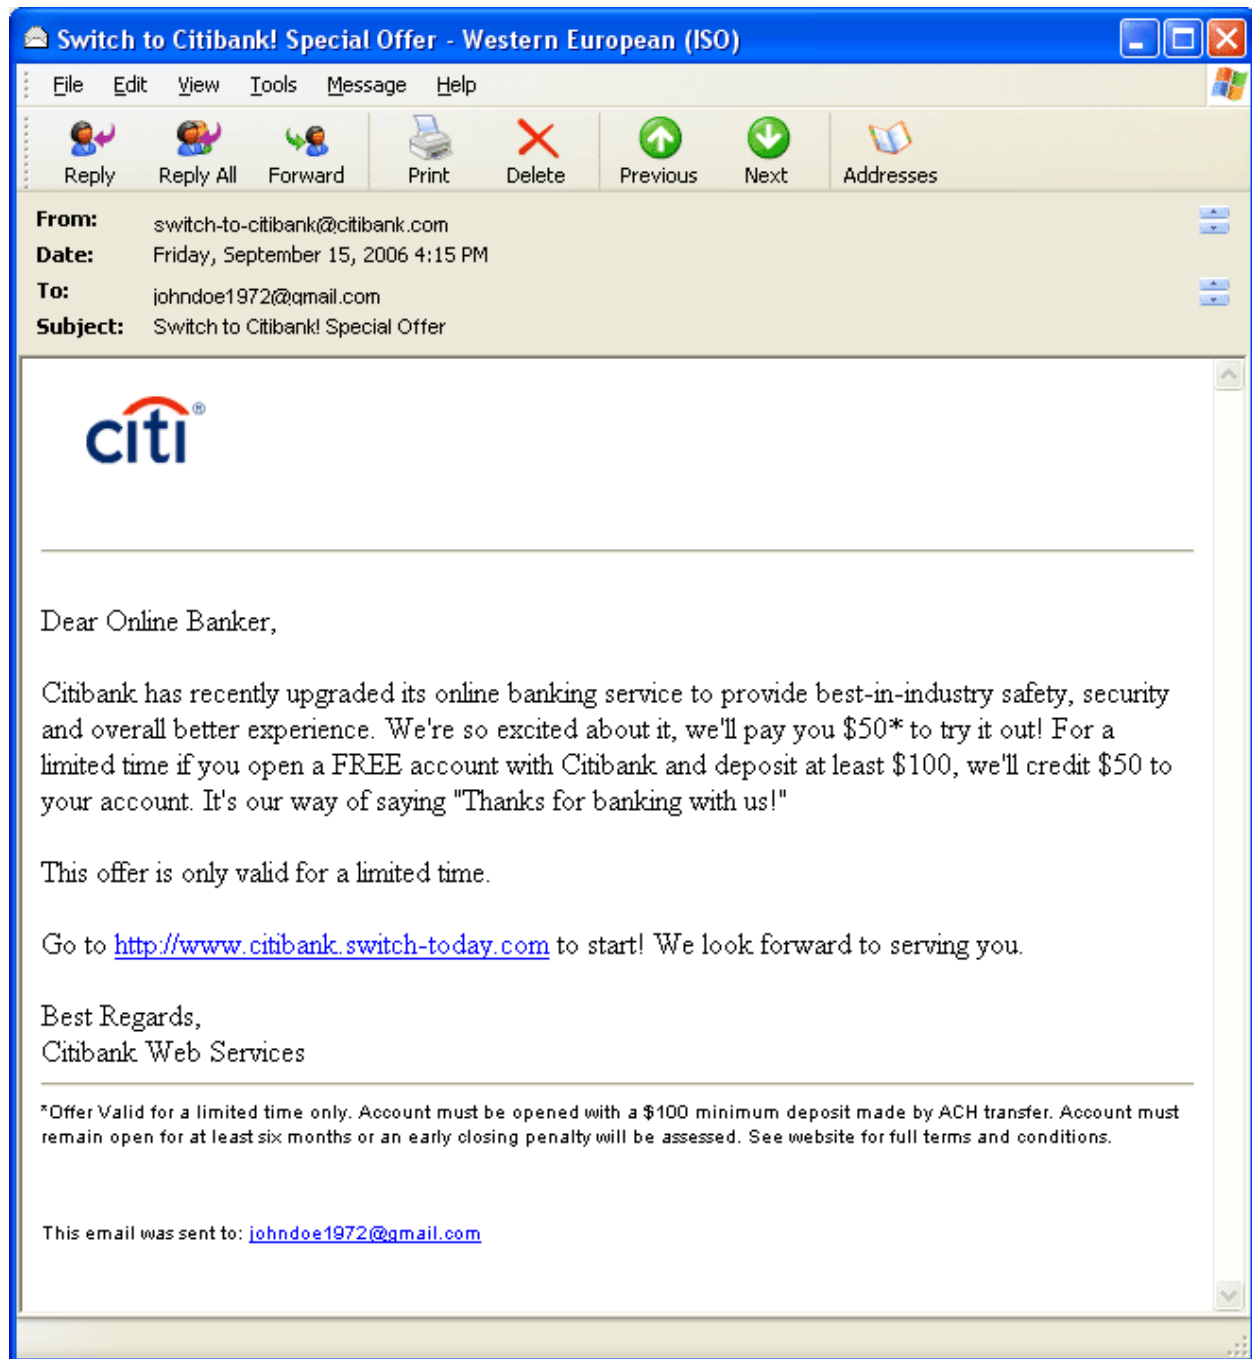 Switch to Citibank! Special Offer - Western European (ISO)
File Edit View Tools Message Help
Reply Reply All Forward Print Delete Previous Next Addresses
From: switch-to-citibank@citibank.com
Date: Friday, September 15, 2006 4:15 PM
To: johndoe1972@gmail.com
Subject: Switch to Citibank! Special Offer
citi®
Dear Online Banker,
Citibank has recently upgraded its online banking service to provide best-in-industry safety, security
and overall better experience. We're so excited about it, we'll pay you $50* to try it out! For a
limited time if you open a FREE account with Citibank and deposit at least $100, we'll credit $50 to
your account. It's our way of saying "Thanks for banking with us!"
This offer is only valid for a limited time.
Go to http://www.citibank.switch-today.com to start! We look forward to serving you.
Best Regards,
Citibank Web Services
*Offer Valid for a limited time only. Account must be opened with a $100 minimum deposit made by ACH transfer. Account must
remain open for at least six months or an early closing penalty will be assessed. See website for full terms and conditions.
This email was sent to: johndoe1972@gmail.com